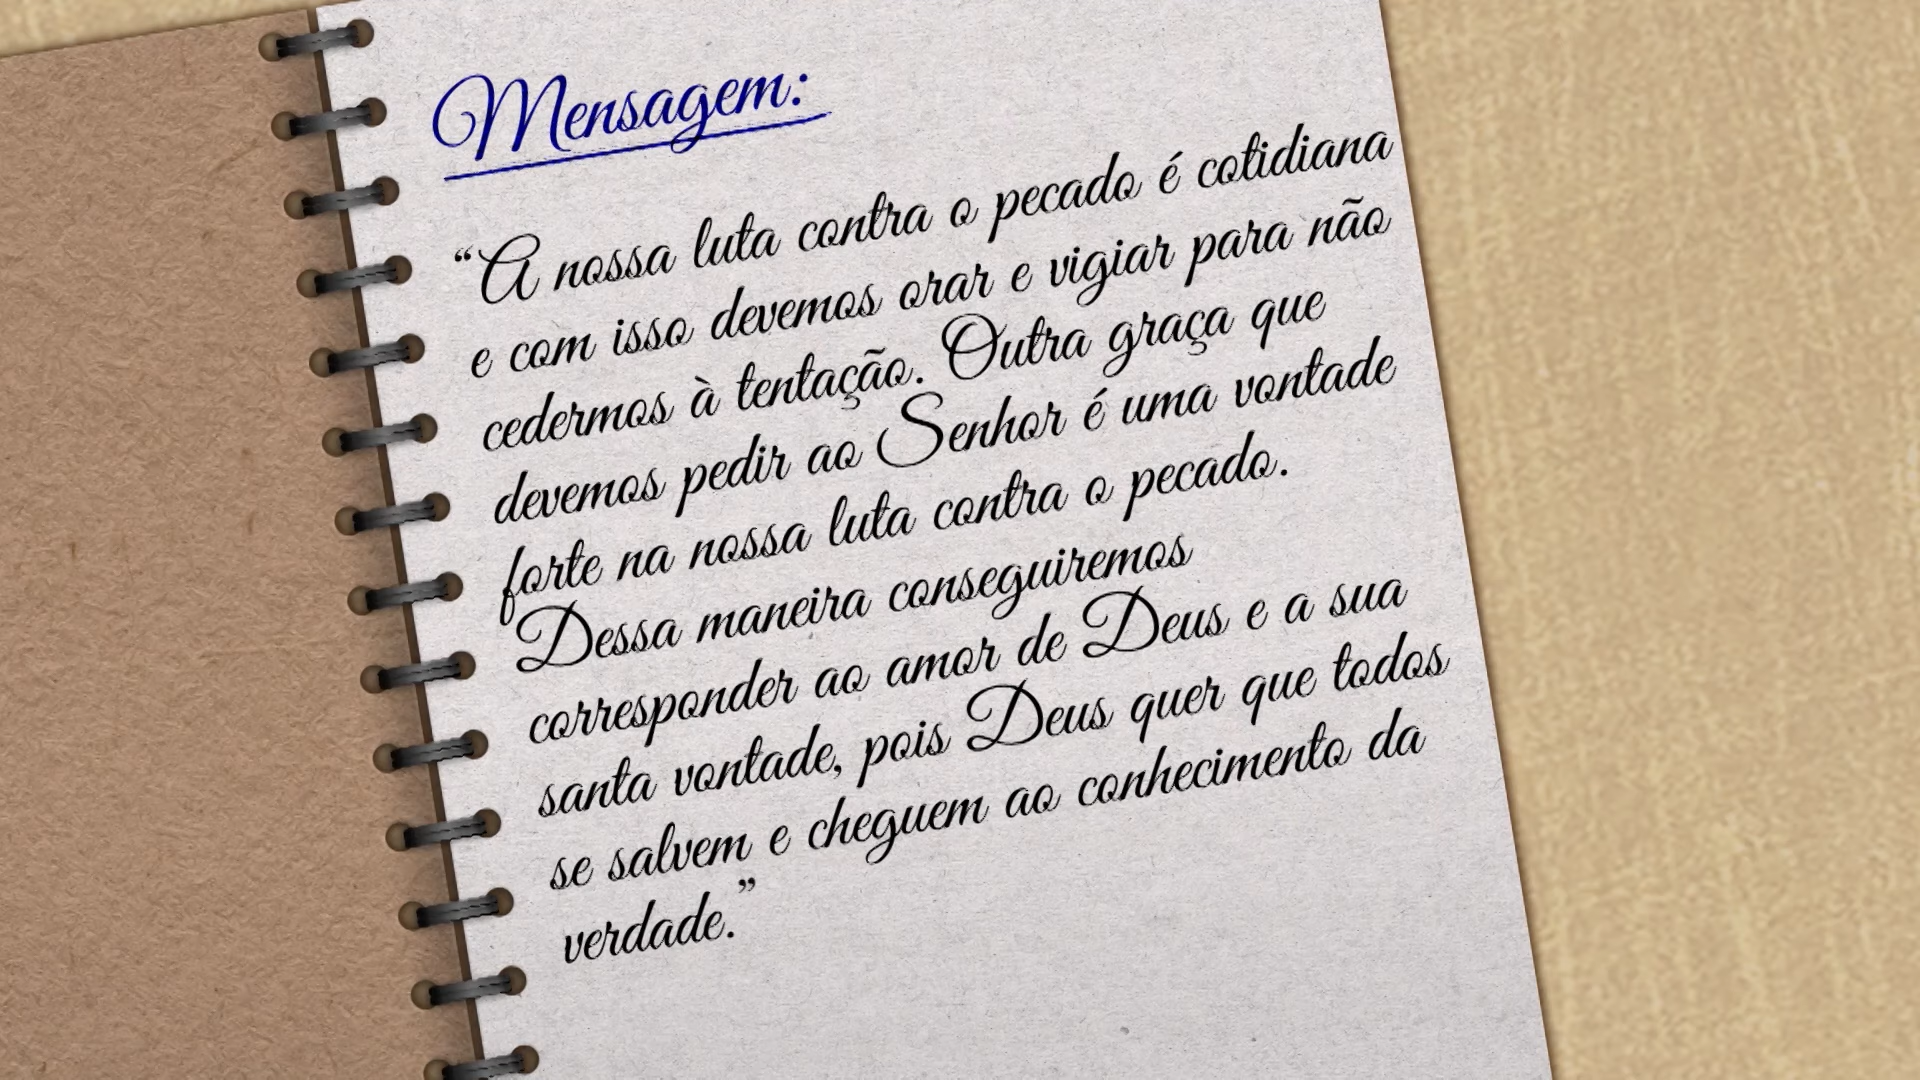 Mensagem:
“A nossa luta contra o pecado é cotidiana
e com isso devemos orar e vigiar para não
cedermos à tentação. Outra graça que
devemos pedir ao Senhor é uma vontade
forte na nossa luta contra o pecado.
Dessa maneira conseguiremos
corresponder ao amor de Deus e a sua
santa vontade, pois Deus quer que todos
se salvem e cheguem ao conhecimento da
verdade.”